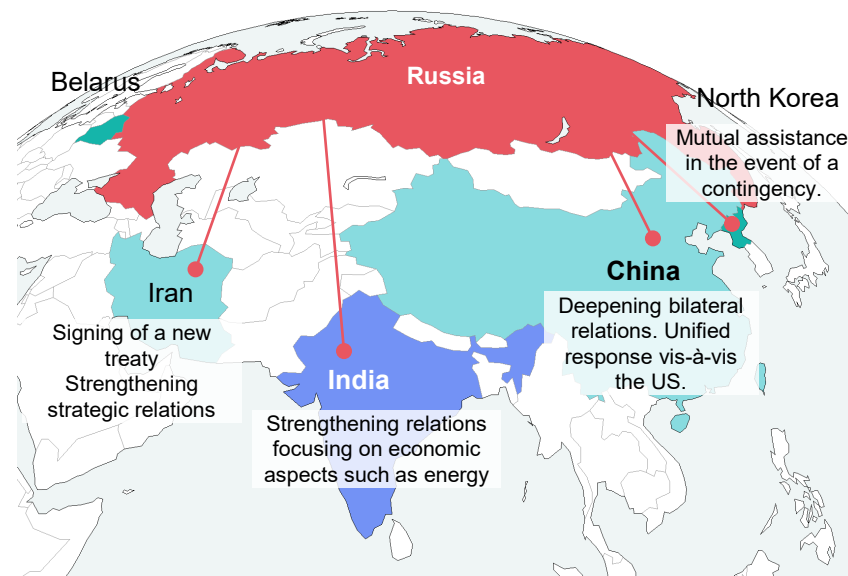 Russia
Belarus
North Korea
Mutual assistance
in the event of a
contingency.
China
Deepening bilateral
relations. Unified
response vis-à-vis
the US.
Iran
Signing of a new
treaty
Strengthening
strategic relations
India
Strengthening relations
focusing on economic
aspects such as energy